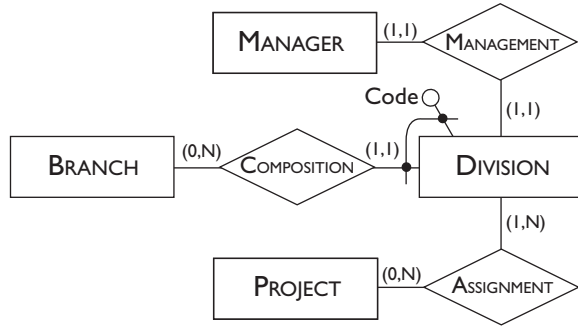 MANAGER
(1,1)
MANAGEMENT
Code
(1,1)
BRANCH
(0,N)
COMPOSITION
(1,1)
DIVISION
(1,N)
PROJECT
(0,N)
ASSIGNMENT